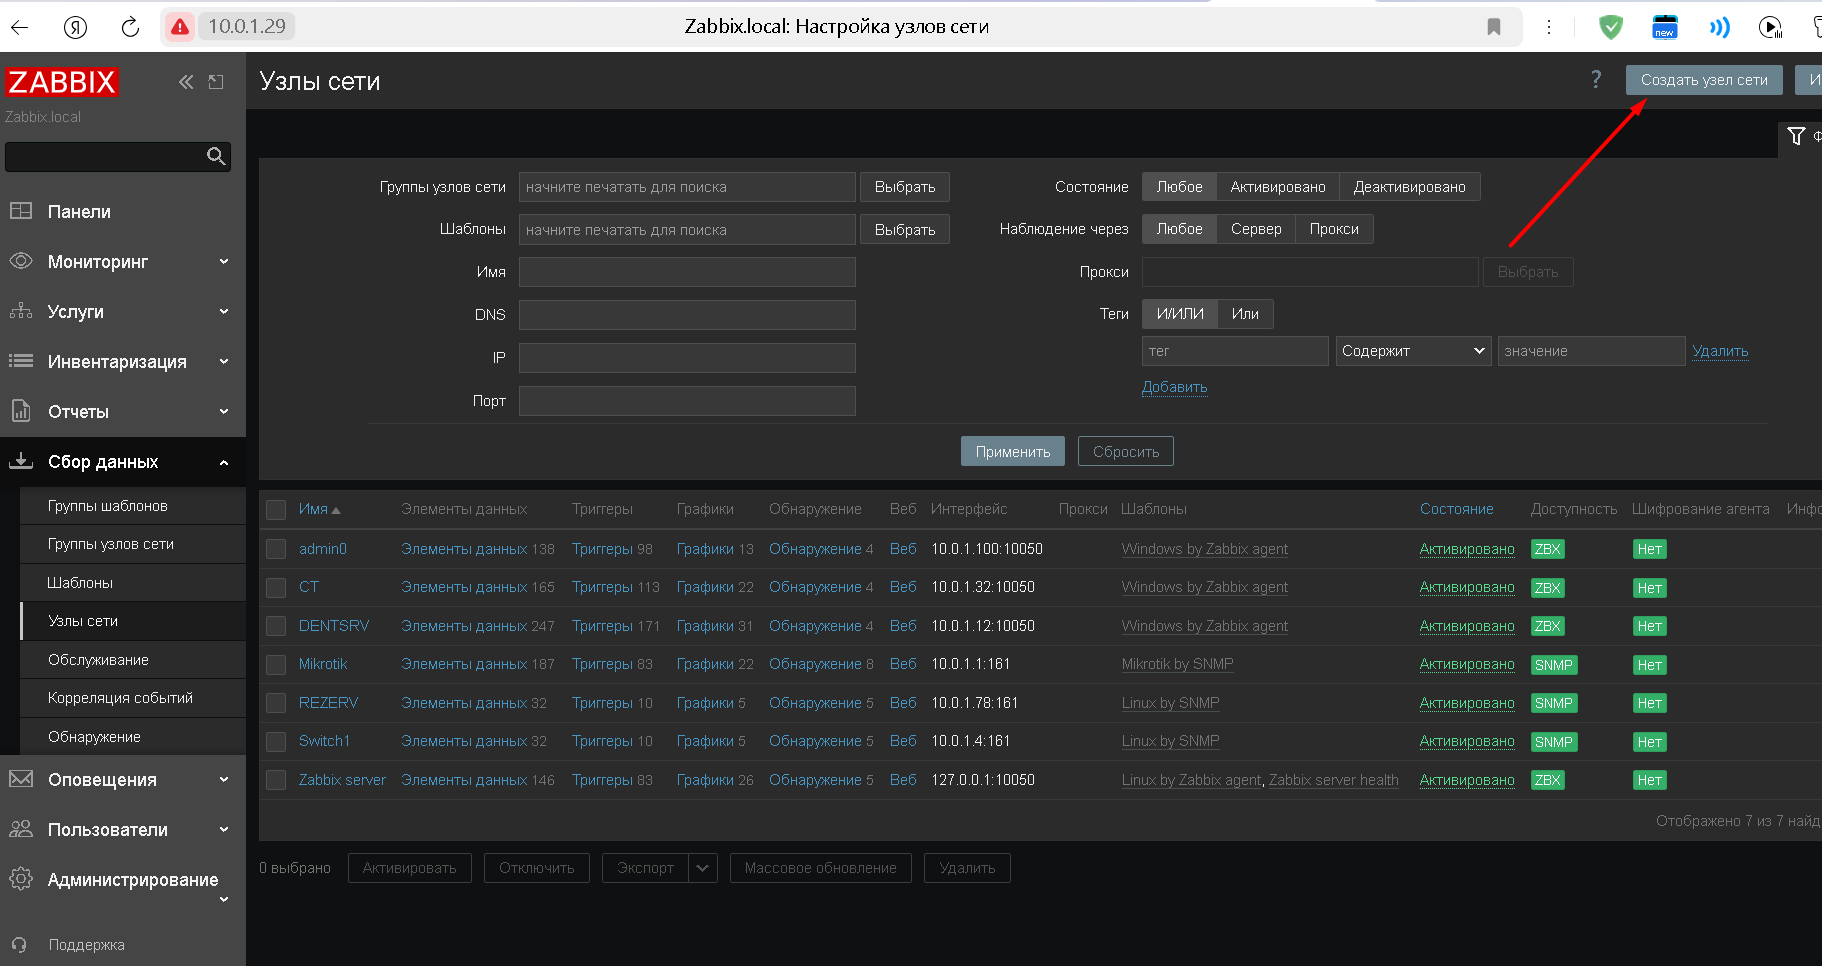 Я
10.0.1.29
Zabbix.local: Настройка узлов сети
new
ZABBIX
Zabbix.local
Панели
Мониторинг
Услуги
Инвентаризация
Отчеты
Сбор данных
Группы шаблонов
Группы узлов сети
Шаблоны
Узлы сети
Обслуживание
Корреляция событий
Обнаружение
Оповещения
Пользователи
Администрирование
Поддержка
Узлы сети
? Создать узел сети И
Ф
Группы узлов сети начните печатать для поиска Выбрать
Шаблоны начните печатать для поиска Выбрать
Имя
DNS
IP
Порт
Состояние Любое Активировано Деактивировано
Наблюдение через Любое Сервер Прокси
Прокси Выбрать
Теги И/ИЛИ Или
тег Содержит значение Удалить
Добавить
Применить Сбросить
Имя Элементы данных Триггеры Графики Обнаружение Веб Интерфейс Прокси Шаблоны Состояние Доступность Шифрование агента Инфо
admin0 Элементы данных 138 Триггеры 98 Графики 13 Обнаружение 4 Веб 10.0.1.100:10050 Windows by Zabbix agent Активировано ZBX Нет
CT Элементы данных 165 Триггеры 113 Графики 22 Обнаружение 4 Веб 10.0.1.32:10050 Windows by Zabbix agent Активировано ZBX Нет
DENTSRV Элементы данных 247 Триггеры 171 Графики 31 Обнаружение 4 Веб 10.0.1.12:10050 Windows by Zabbix agent Активировано ZBX Нет
Mikrotik Элементы данных 187 Триггеры 83 Графики 22 Обнаружение 8 Веб 10.0.1.1:161 Mikrotik by SNMP Активировано SNMP Нет
REZERV Элементы данных 32 Триггеры 10 Графики 5 Обнаружение 5 Веб 10.0.1.78:161 Linux by SNMP Активировано SNMP Нет
Switch1 Элементы данных 32 Триггеры 10 Графики 5 Обнаружение 5 Веб 10.0.1.4:161 Linux by SNMP Активировано SNMP Нет
Zabbix server Элементы данных 146 Триггеры 83 Графики 26 Обнаружение 5 Веб 127.0.0.1:10050 Linux by Zabbix agent, Zabbix server health Активировано ZBX Нет
Отображено 7 из 7 найд
0 выбрано Активировать Отключить Экспорт Массовое обновление Удалить